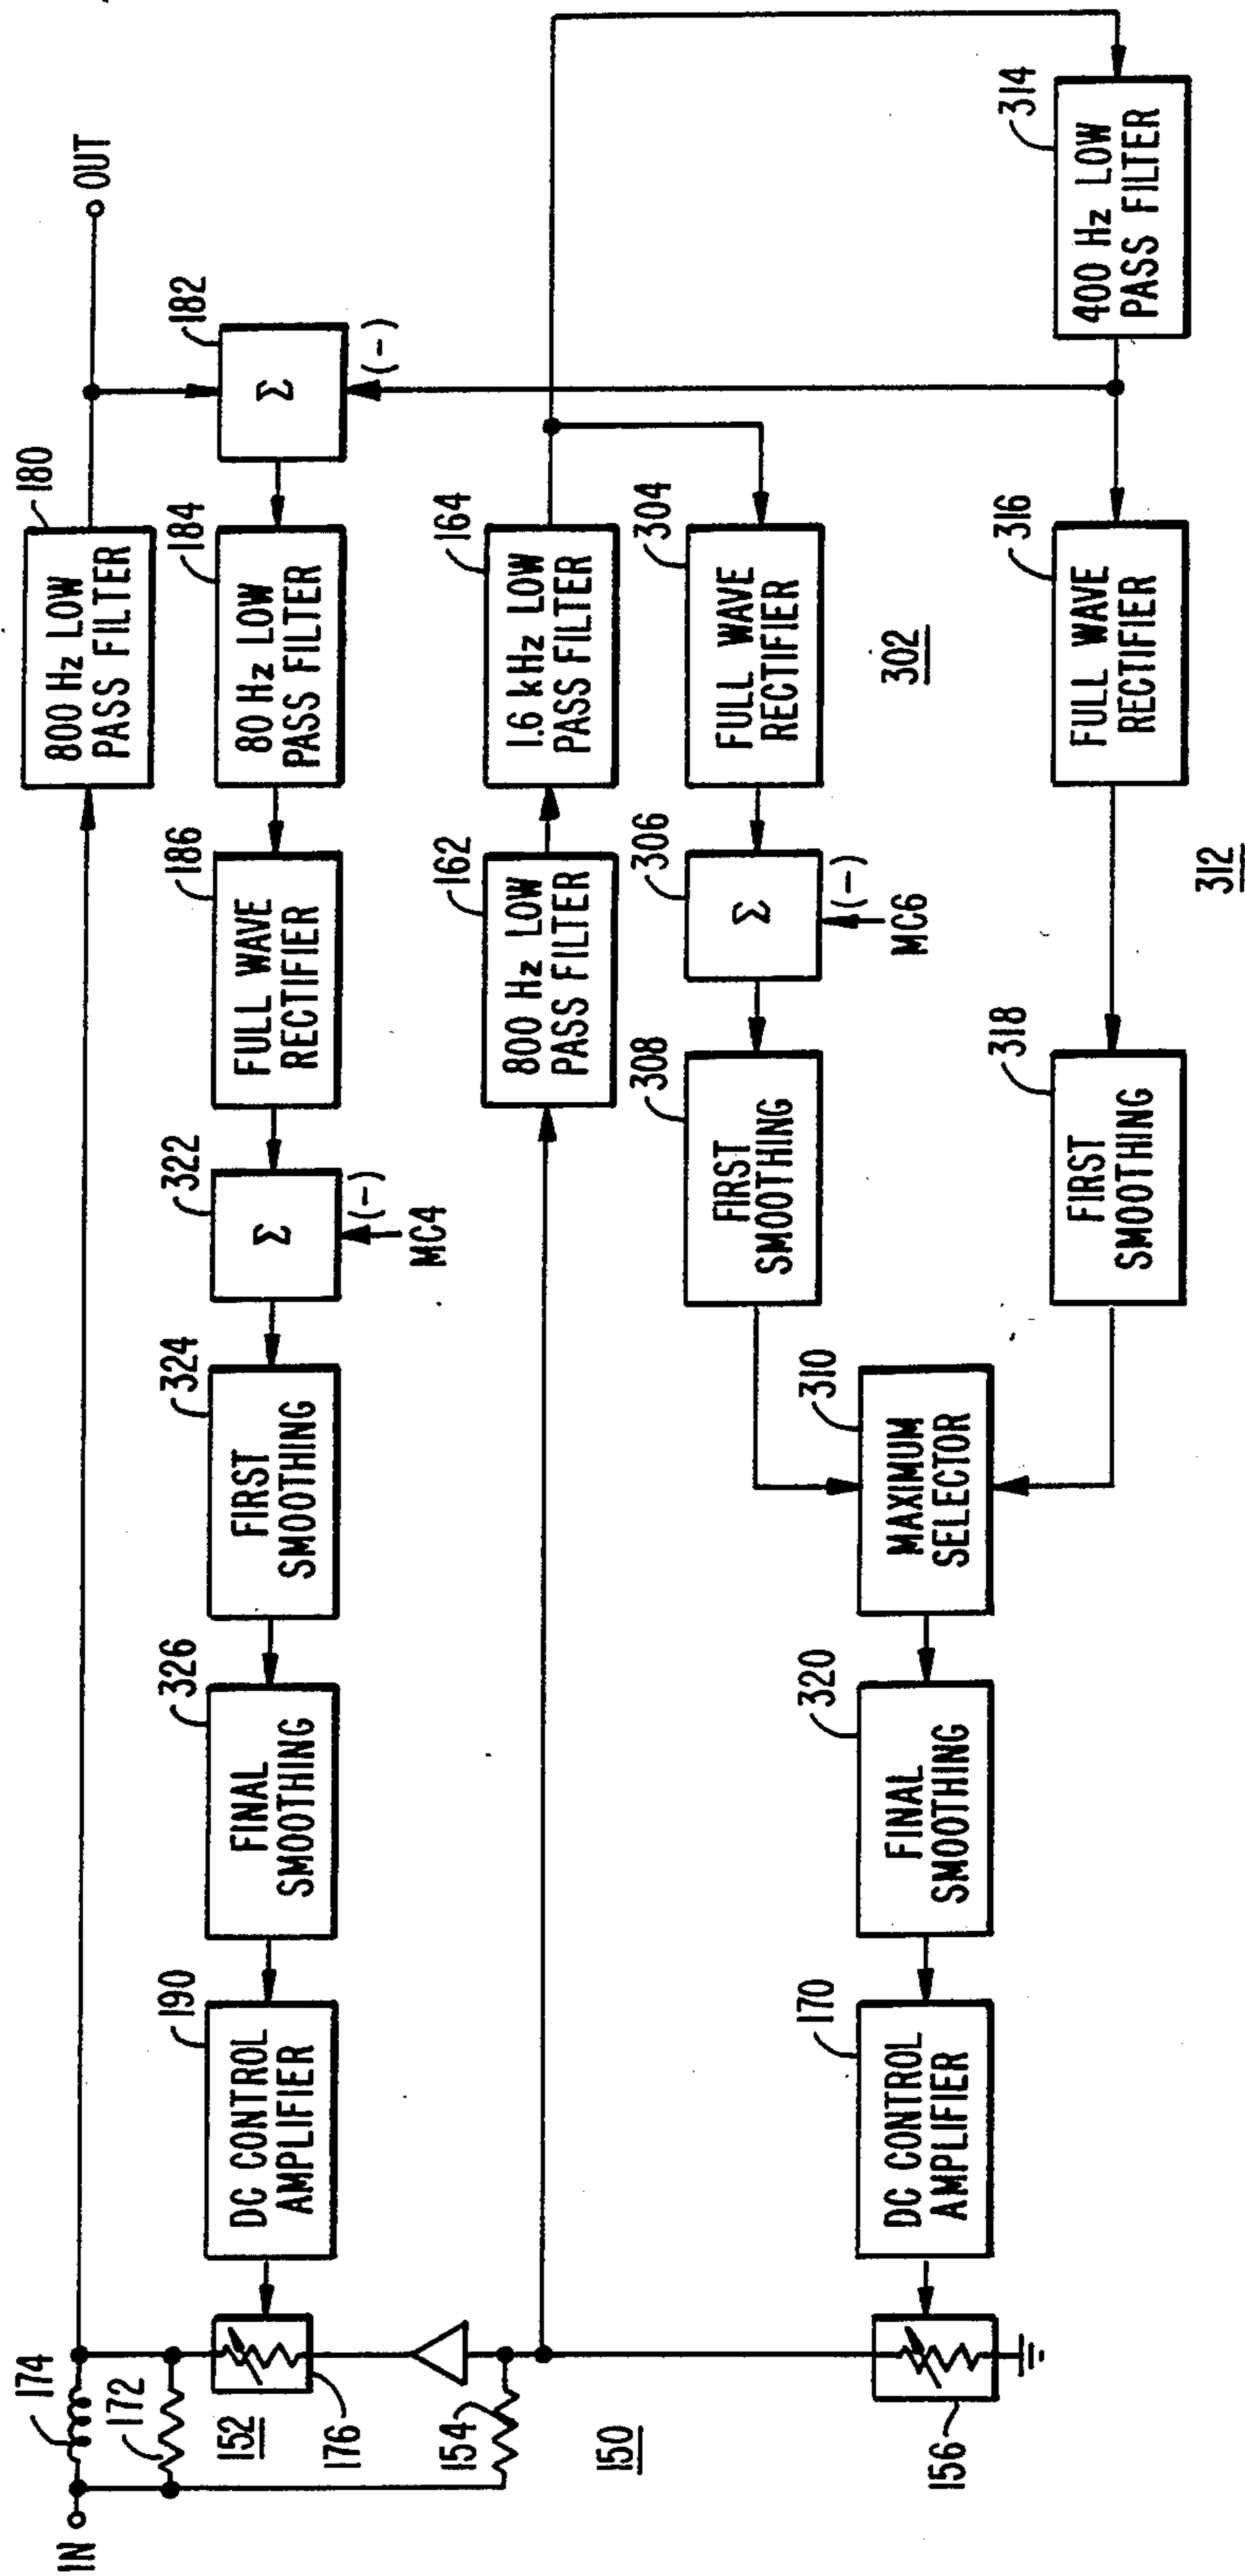 IN
174
172
152
176
154
150
156
OUT
180
800 Hz LOW
PASS FILTER
182
Σ
(-)
184
80 Hz LOW
PASS FILTER
186
FULL WAVE
RECTIFIER
322
Σ
(-)
MC4
324
FIRST
SMOOTHING
326
FINAL
SMOOTHING
190
DC CONTROL
AMPLIFIER
162
800 Hz LOW
PASS FILTER
164
1.6 kHz LOW
PASS FILTER
304
FULL WAVE
RECTIFIER
302
306
Σ
(-)
MC6
308
FIRST
SMOOTHING
314
400 Hz LOW
PASS FILTER
316
FULL WAVE
RECTIFIER
312
318
FIRST
SMOOTHING
310
MAXIMUM
SELECTOR
320
FINAL
SMOOTHING
170
DC CONTROL
AMPLIFIER